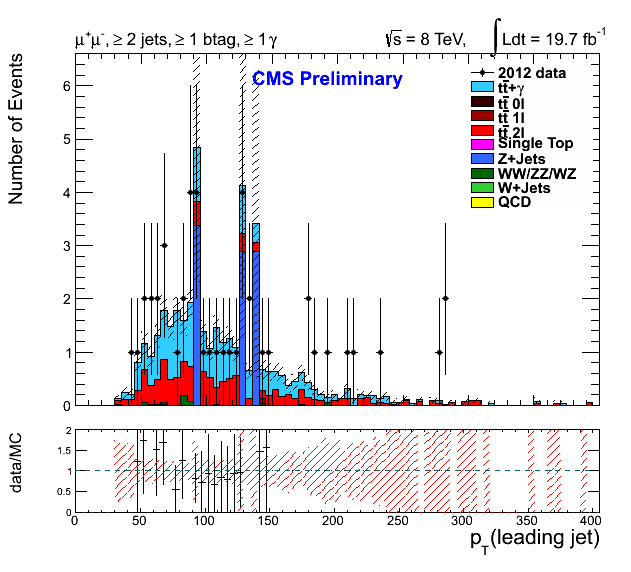 μ⁺μ⁻, ≥ 2 jets, ≥ 1 btag, ≥ 1 γ
√s = 8 TeV, ∫ Ldt = 19.7 fb⁻¹
CMS Preliminary
2012 data
tt̄+γ
tt̄ 0l
tt̄ 1l
tt̄ 2l
Single Top
Z+Jets
WW/ZZ/WZ
W+Jets
QCD
Number of Events
6
5
4
3
2
1
0
data/MC
2
1.5
1
0.5
0
0 50 100 150 200 250 300 350 400
p_T(leading jet)